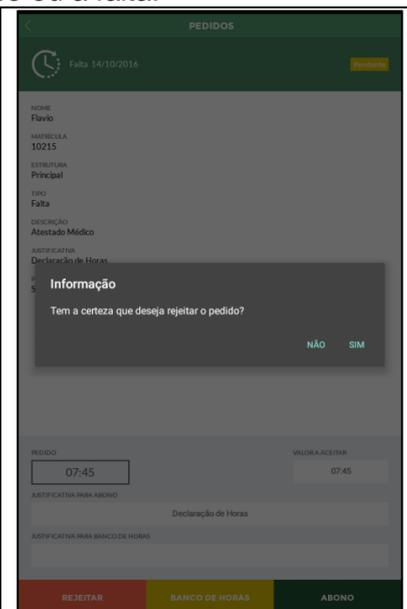 PEDIDOS
Falta 14/10/2016
Pendente
NOME
Flavio
MATRÍCULA
10215
ESTRUTURA
Principal
TIPO
Falta
DESCRIÇÃO
Atestado Médico
JUSTIFICATIVA
Declaração de Horas
Informação
Tem a certeza que deseja rejeitar o pedido?
NÃO SIM
PEDIDO VALOR A ACEITAR
07:45 07:45
JUSTIFICATIVA PARA ABONO
Declaração de Horas
JUSTIFICATIVA PARA BANCO DE HORAS
REJEITAR BANCO DE HORAS ABONO